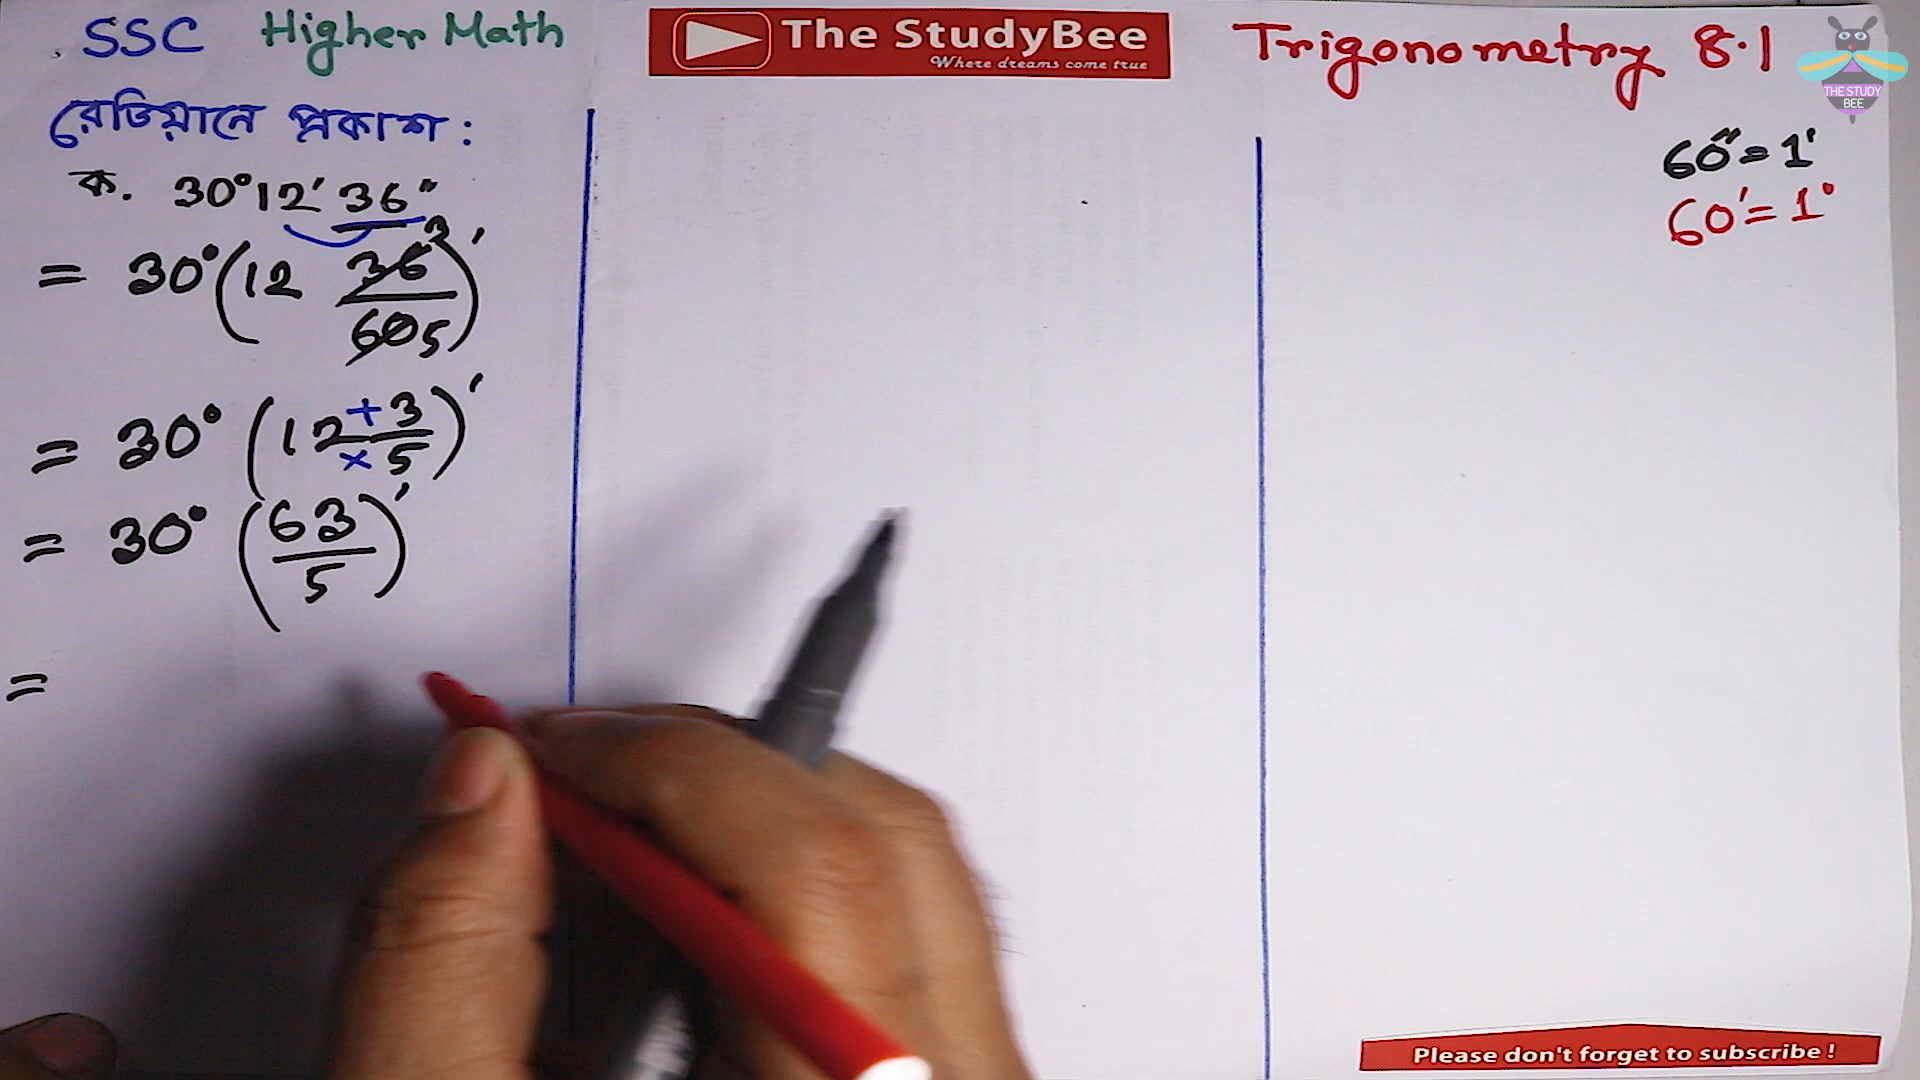 SSC Higher Math
The StudyBee
Where dreams come true
Trigonometry 8.1
THE STUDY
BEE
রেডিয়ানে প্রকাশ :
ক. 30°12′36″
= 30°(12 36/60 3 5)′
= 30° (12 + 3/× 5)′
= 30° (63/5)′
=
60″=1′
60′=1°
Please don't forget to subscribe !